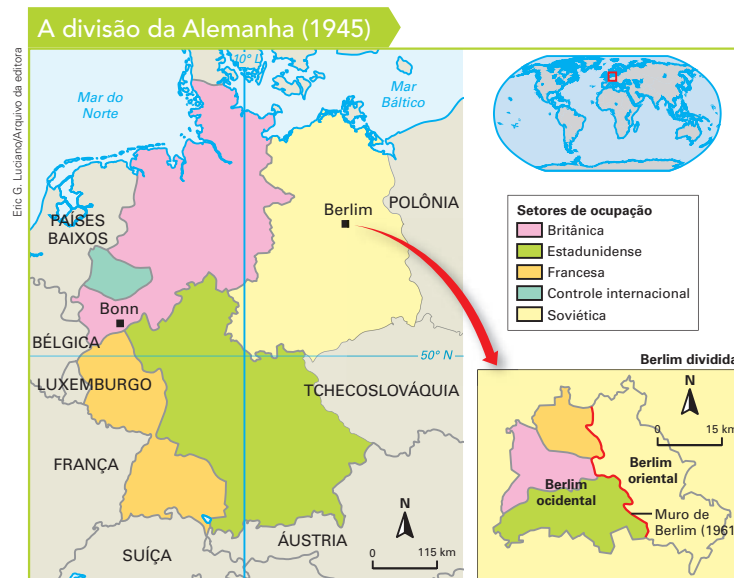 A divisão da Alemanha (1945)
Eric G. Luciano/Arquivo da editora
10° L
Mar do
Norte
Mar
Báltico
PAÍSES
BAIXOS
Berlim
POLÔNIA
Bonn
BÉLGICA
50° N
LUXEMBURGO
TCHECOSLOVÁQUIA
FRANÇA
N
ÁUSTRIA
0 115 km
SUÍÇA
Setores de ocupação
Britânica
Estadunidense
Francesa
Controle internacional
Soviética
Berlim dividida
N
0 15 km
Berlim
oriental
Berlim
ocidental
Muro de
Berlim (1961